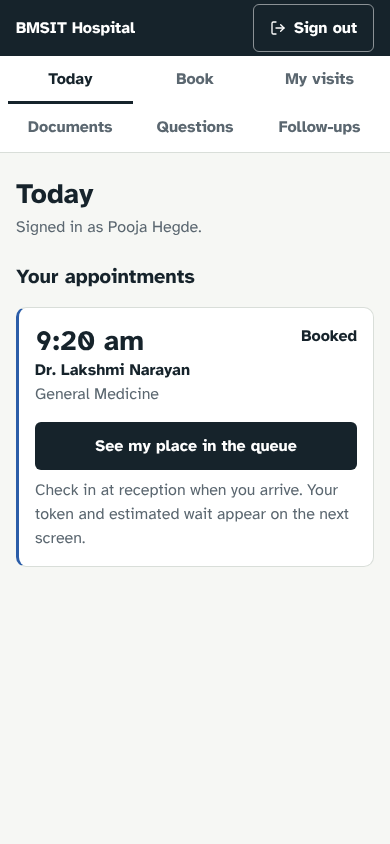 BMSIT Hospital
Sign out
Today
Book
My visits
Documents
Questions
Follow-ups
Today
Signed in as Pooja Hegde.
Your appointments
9:20 am
Booked
Dr. Lakshmi Narayan
General Medicine
See my place in the queue
Check in at reception when you arrive. Your
token and estimated wait appear on the next
screen.